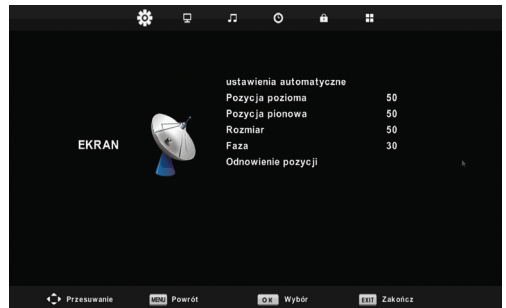 ustawienia automatyczne
Pozycja pozioma 50
Pozycja pionowa 50
Rozmiar 50
EKRAN
Faza 30
Odnowienie pozycji
Przesuwanie MENU Powrót OK Wybór EXIT Zakończ